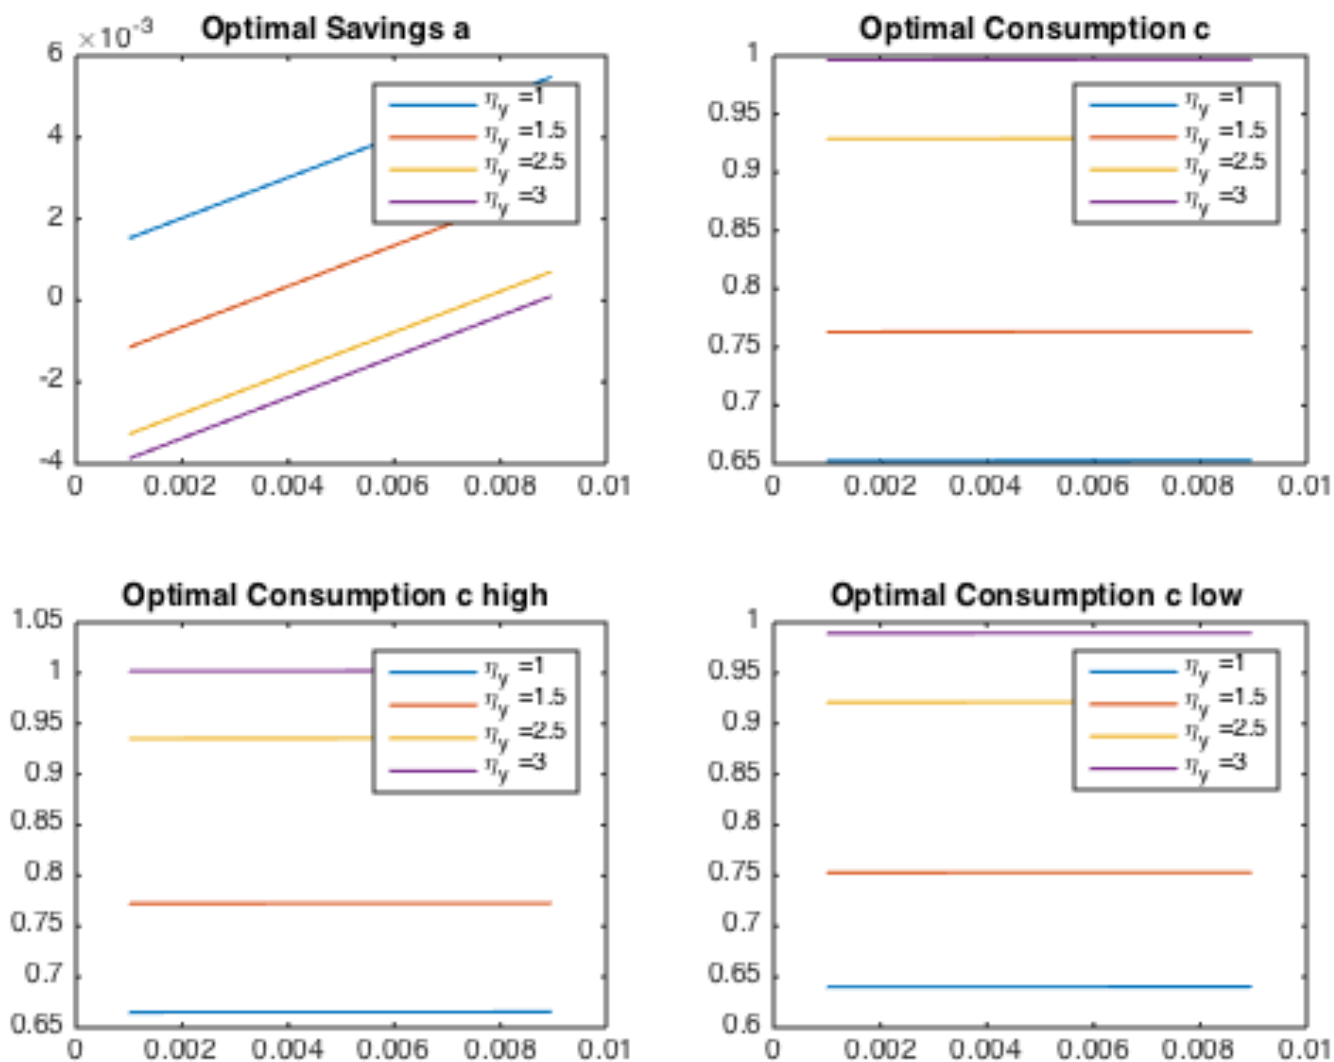 ×10⁻³ Optimal Savings a
6
4
2
0
-2
-4
0 0.002 0.004 0.006 0.008 0.01
ηy =1
ηy =1.5
ηy =2.5
ηy =3
Optimal Consumption c
1
0.95
0.9
0.85
0.8
0.75
0.7
0.65
0 0.002 0.004 0.006 0.008 0.01
ηy =1
ηy =1.5
ηy =2.5
ηy =3
Optimal Consumption c high
1.05
1
0.95
0.9
0.85
0.8
0.75
0.7
0.65
0 0.002 0.004 0.006 0.008 0.01
ηy =1
ηy =1.5
ηy =2.5
ηy =3
Optimal Consumption c low
1
0.95
0.9
0.85
0.8
0.75
0.7
0.65
0.6
0 0.002 0.004 0.006 0.008 0.01
ηy =1
ηy =1.5
ηy =2.5
ηy =3